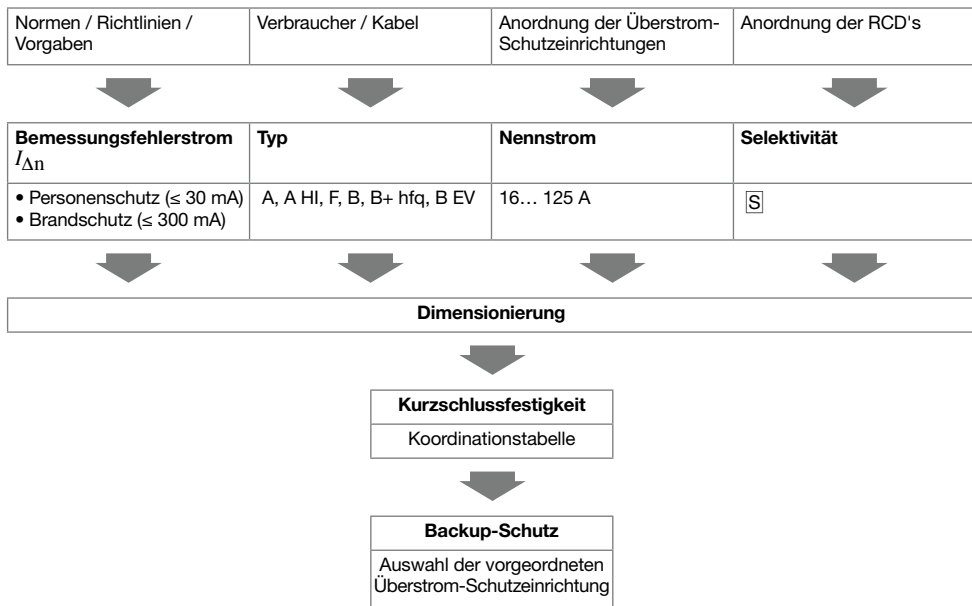 Normen / Richtlinien /
Vorgaben
Verbraucher / Kabel
Anordnung der Überstrom-
Schutzeinrichtungen
Anordnung der RCD's
Bemessungsfehlerstrom
IΔn
Typ
Nennstrom
Selektivität
• Personenschutz (≤ 30 mA)
• Brandschutz (≤ 300 mA)
A, A HI, F, B, B+ hfq, B EV
16… 125 A
S
Dimensionierung
Kurzschlussfestigkeit
Koordinationstabelle
Backup-Schutz
Auswahl der vorgeordneten
Überstrom-Schutzeinrichtung